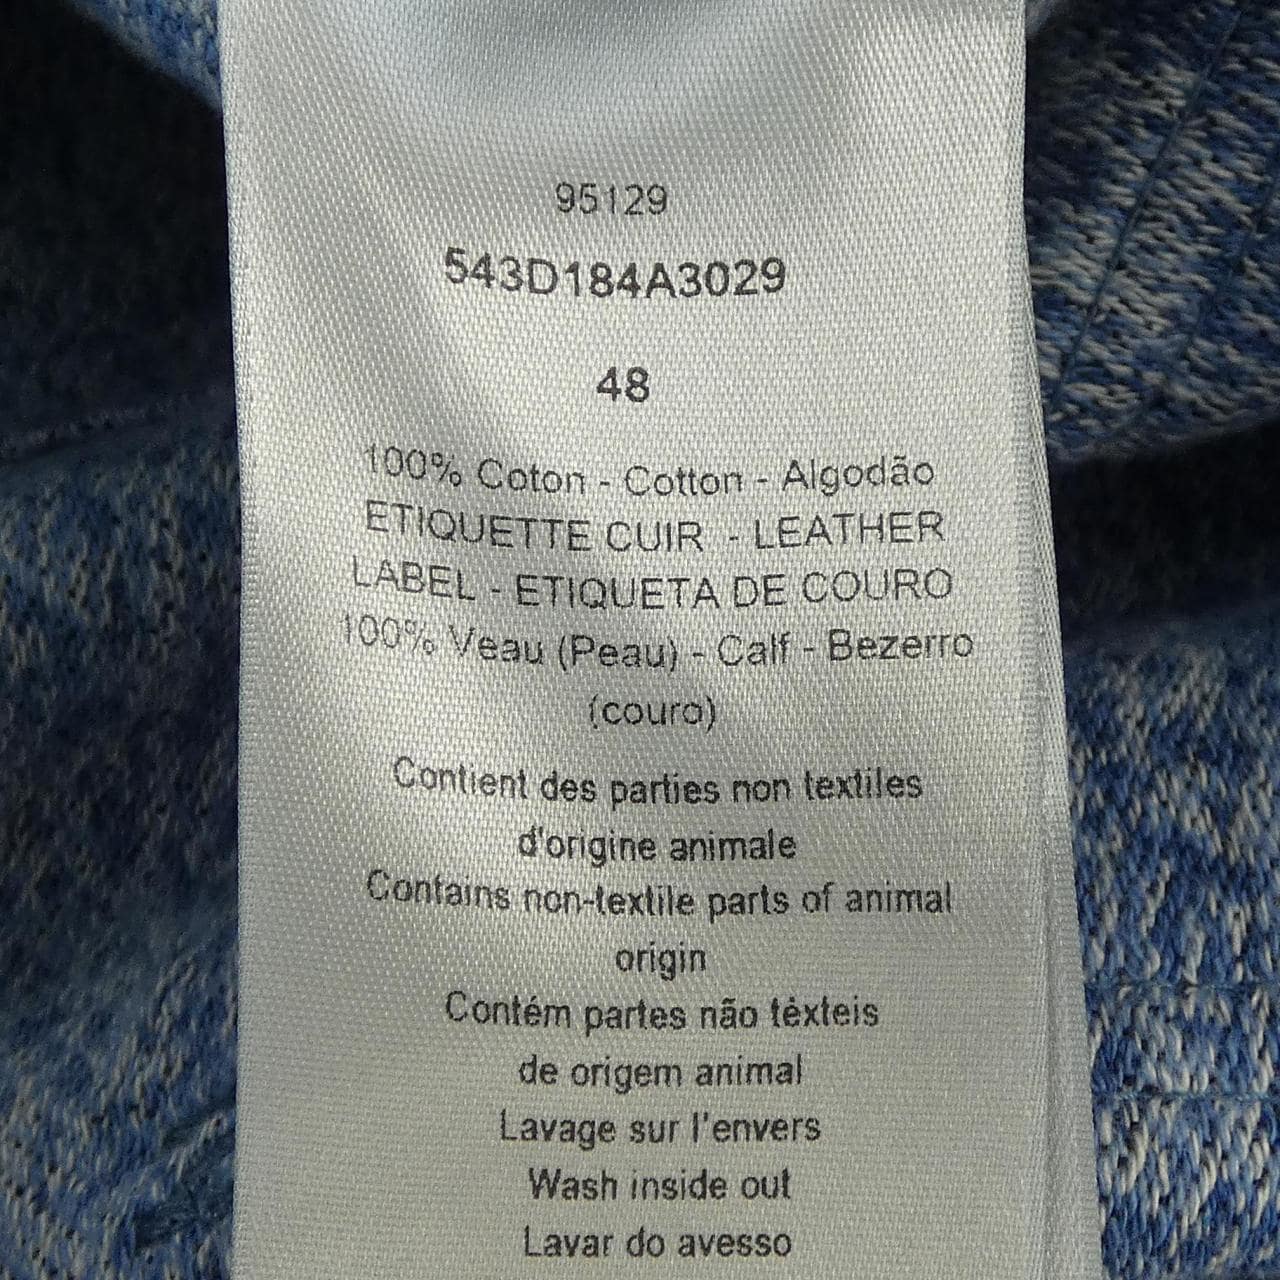 95129
543D184A3029
48
100% Coton - Cotton - Algodão
ETIQUETTE CUIR - LEATHER
LABEL - ETIQUETA DE COURO
100% Veau (Peau) - Calf - Bezerro
(couro)
Contient des parties non textiles
d'origine animale
Contains non-textile parts of animal
origin
Contém partes não têxteis
de origem animal
Lavage sur l'envers
Wash inside out
Lavar do avesso